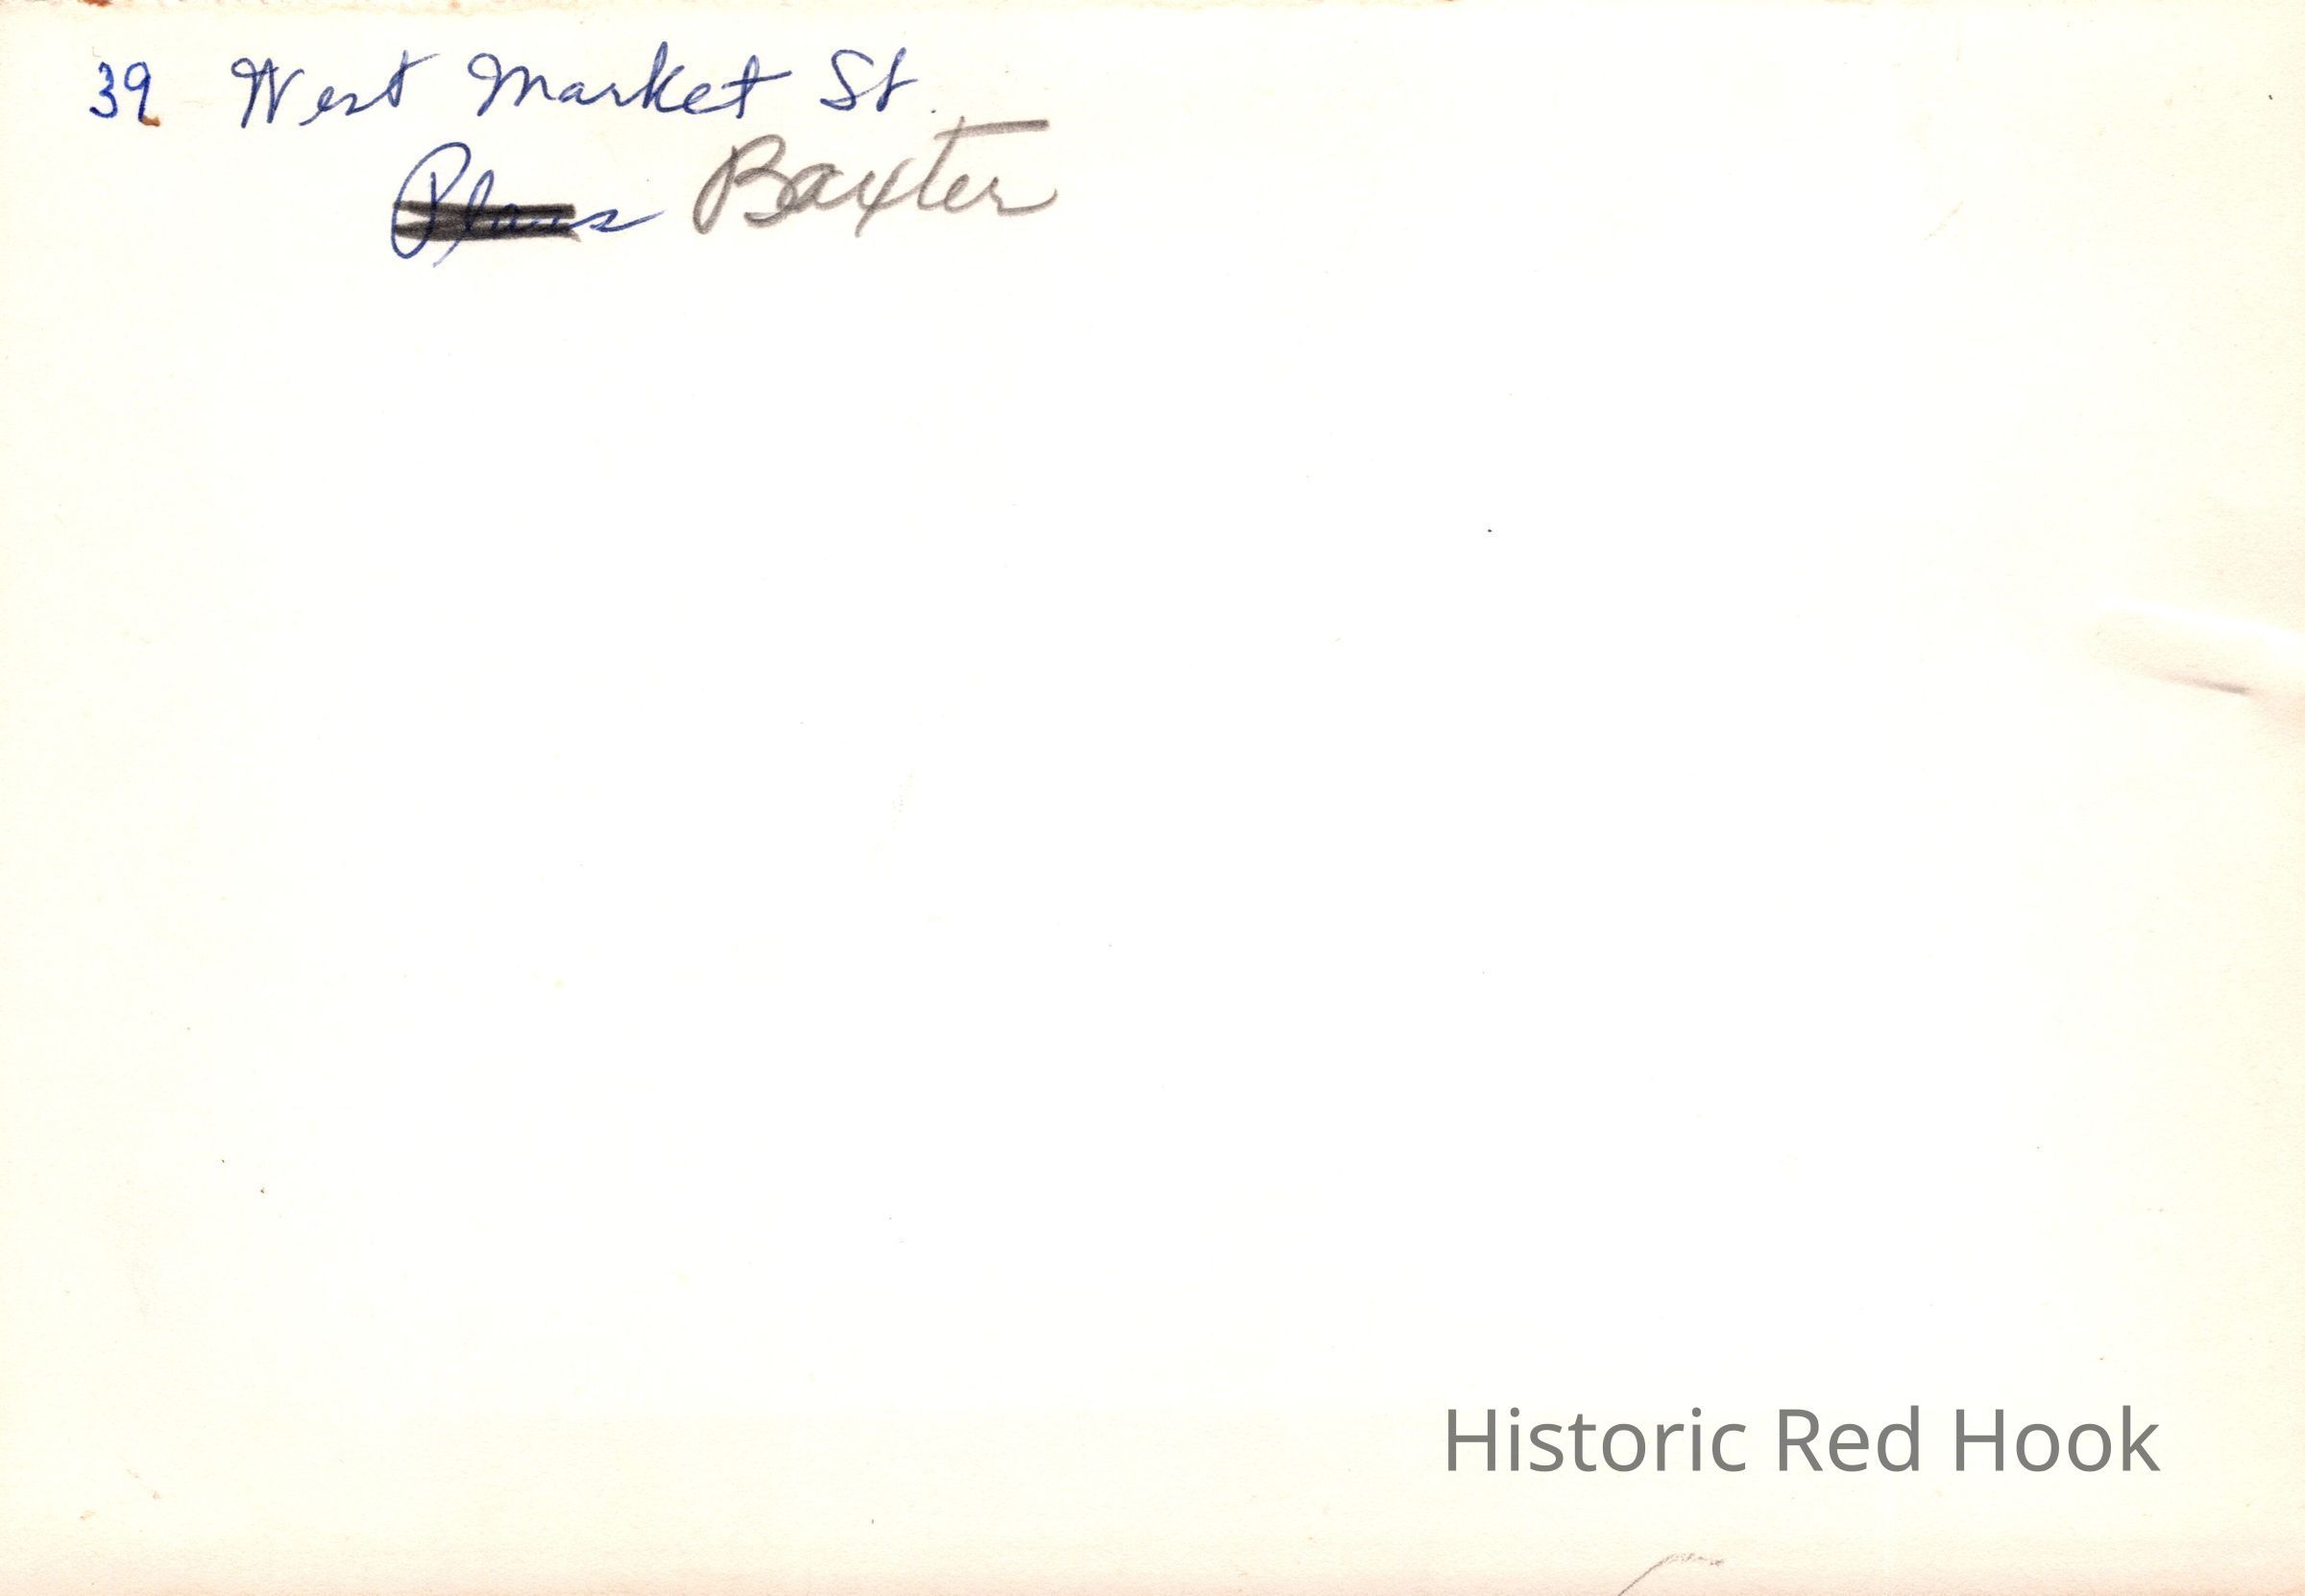 39 West Market St.
Baxter
Historic Red Hook